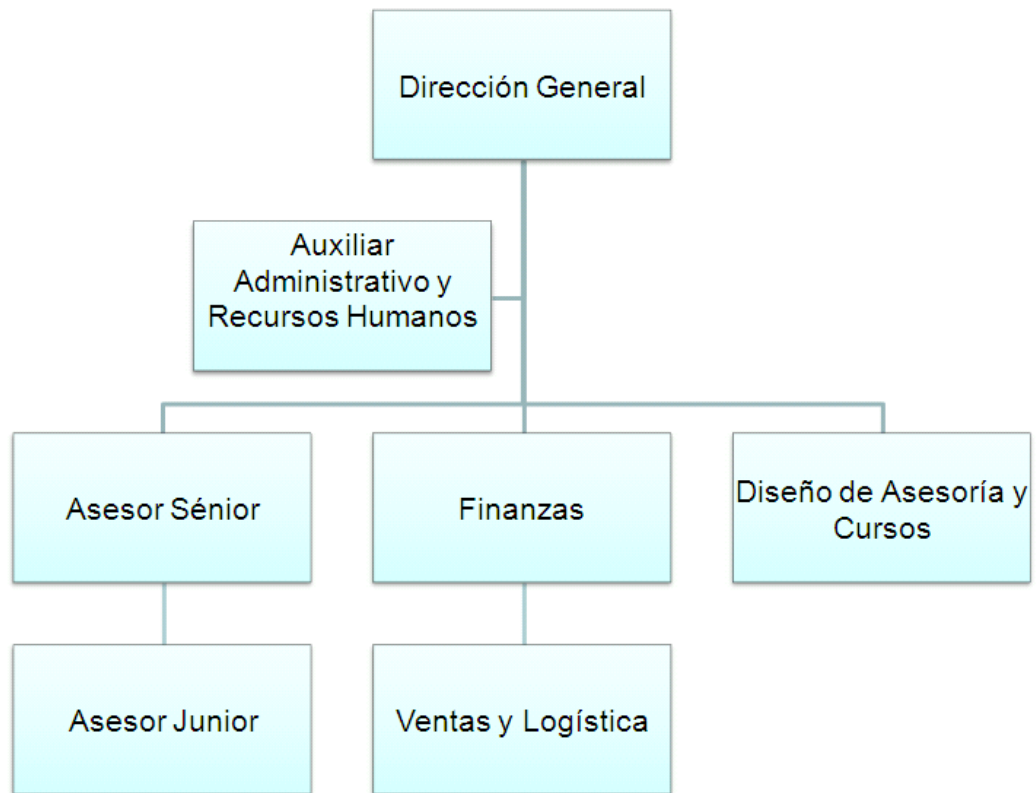 Dirección General
Auxiliar
Administrativo y
Recursos Humanos
Asesor Sénior
Finanzas
Diseño de Asesoría y
Cursos
Asesor Junior
Ventas y Logística